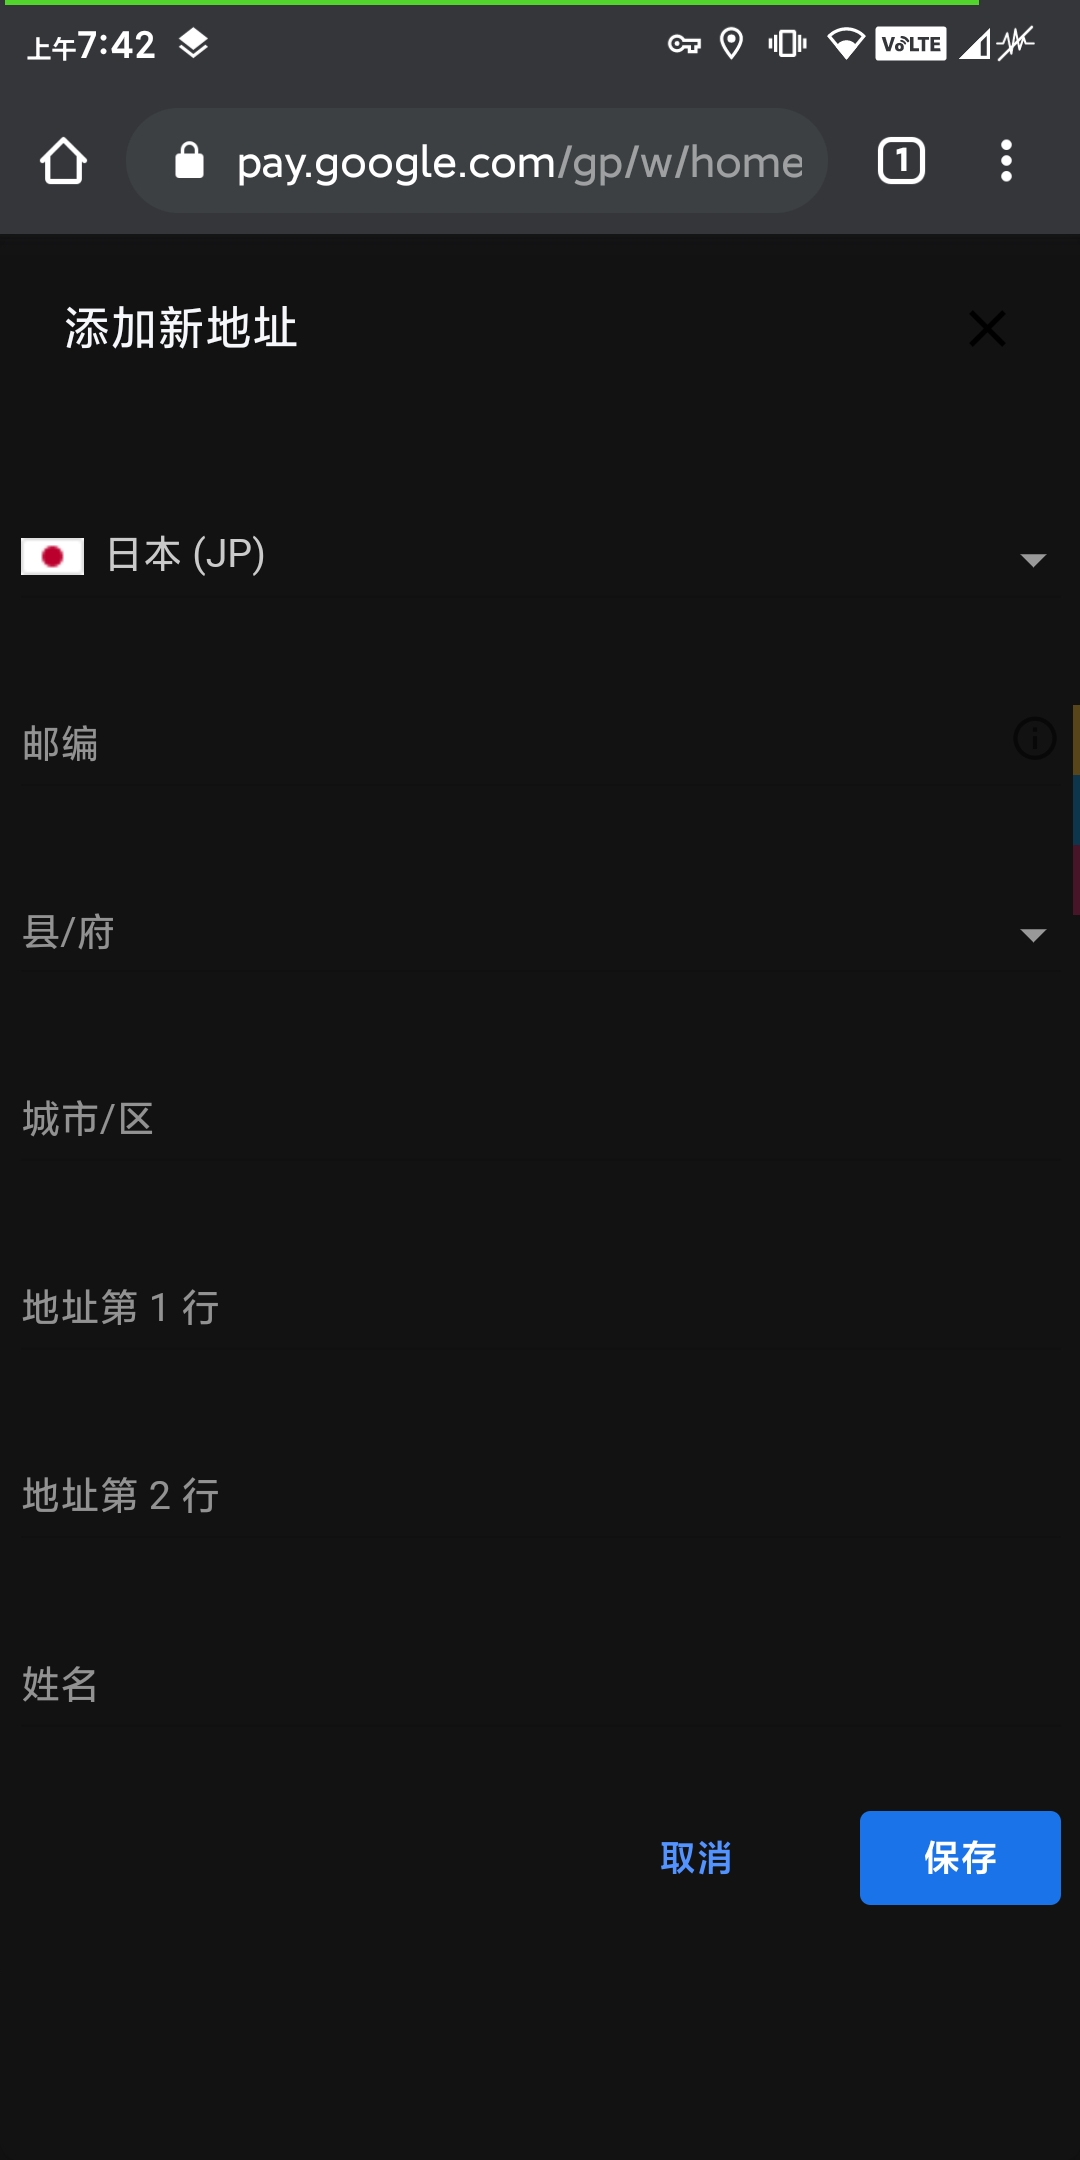 上午7:42
VoLTE
pay.google.com/gp/w/home
1
添加新地址
日本 (JP)
邮编
县/府
城市/区
地址第 1 行
地址第 2 行
姓名
取消
保存